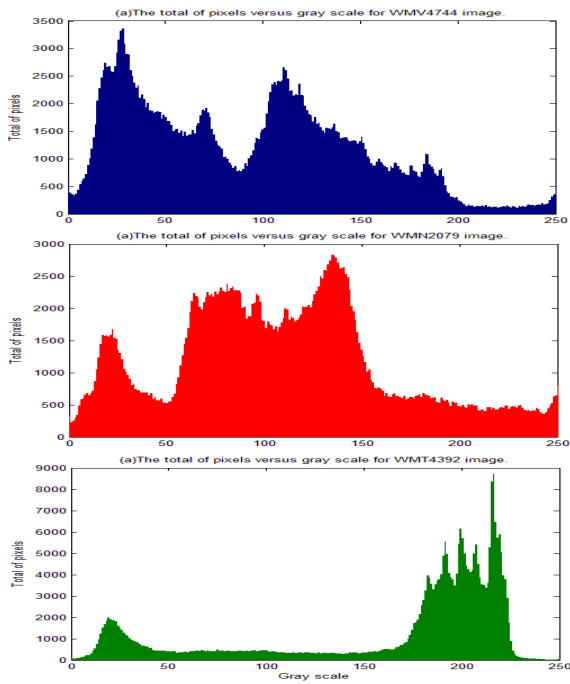 (a)The total of pixels versus gray scale for WMV4744 image.
3500
3000
2500
2000
1500
1000
500
0
Total of pixels
0 50 100 150 200 250
(a)The total of pixels versus gray scale for WMN2079 image.
3000
2500
2000
1500
1000
500
0
Total of pixels
0 50 100 150 200 250
(a)The total of pixels versus gray scale for WMT4392 image.
9000
8000
7000
6000
5000
4000
3000
2000
1000
0
Total of pixels
0 50 100 150 200 250
Gray scale